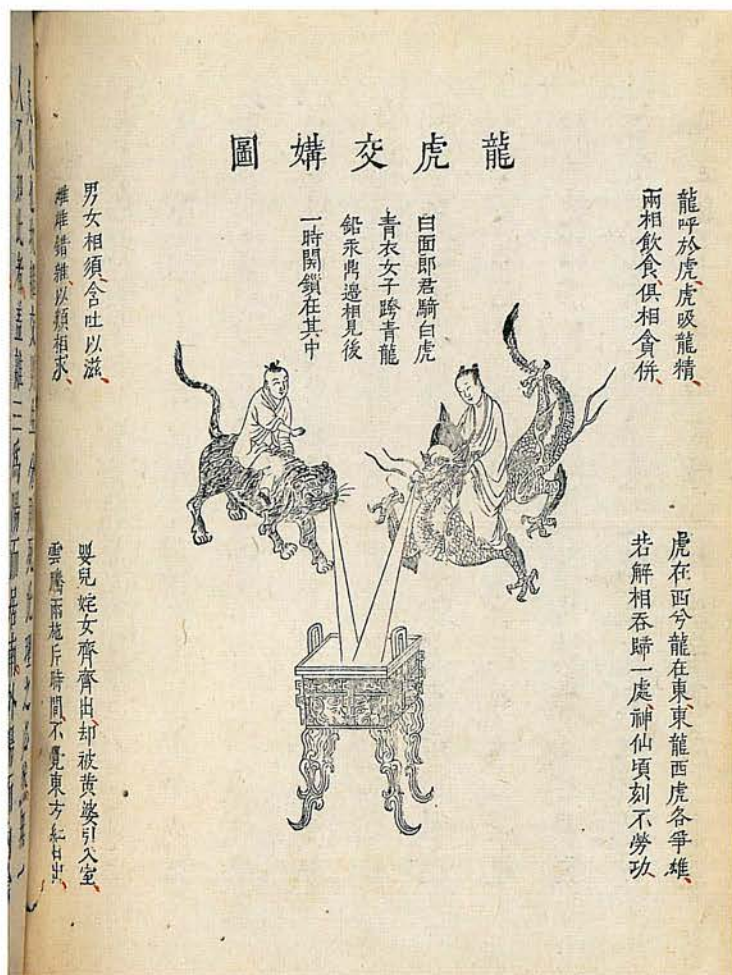 龍虎交媾圖
龍呼於虎、虎吸龍精、
兩相飲食、俱相貪併、
白面郎君騎白虎
青衣女子跨青龍
鉛汞鼎邊相見後
一時關鎖在其中
男女相須、含吐以滋、
雌雄錯雜、以類相求、
虎在西兮龍在東、東龍西虎各爭雄、
若解相吞歸一處、神仙頃刻不勞功、
嬰兒姹女齊齊出、却被黃婆引入室、
雲騰雨施片時間、不覺東方紅日出、